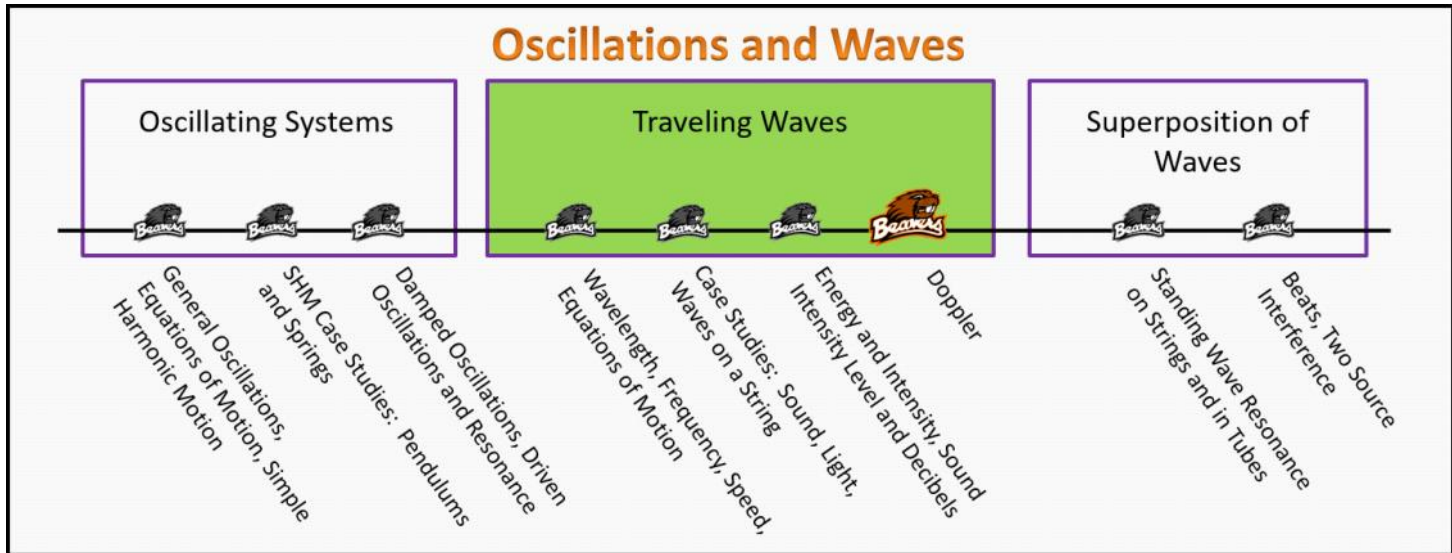 Oscillations and Waves
Oscillating Systems
Traveling Waves
Superposition of
Waves
Beavers
Beavers
Beavers
Beavers
Beavers
Beavers
Beavers
Beavers
Beavers
General Oscillations,
Equations of Motion, Simple
Harmonic Motion
SHM Case Studies: Pendulums
and Springs
Damped Oscillations, Driven
Oscillations and Resonance
Wavelength, Frequency, Speed,
Equations of Motion
Case Studies: Sound, Light,
Waves on a String
Energy and Intensity, Sound
Intensity Level and Decibels
Doppler
Standing Wave Resonance
on Strings and in Tubes
Beats, Two Source
Interference